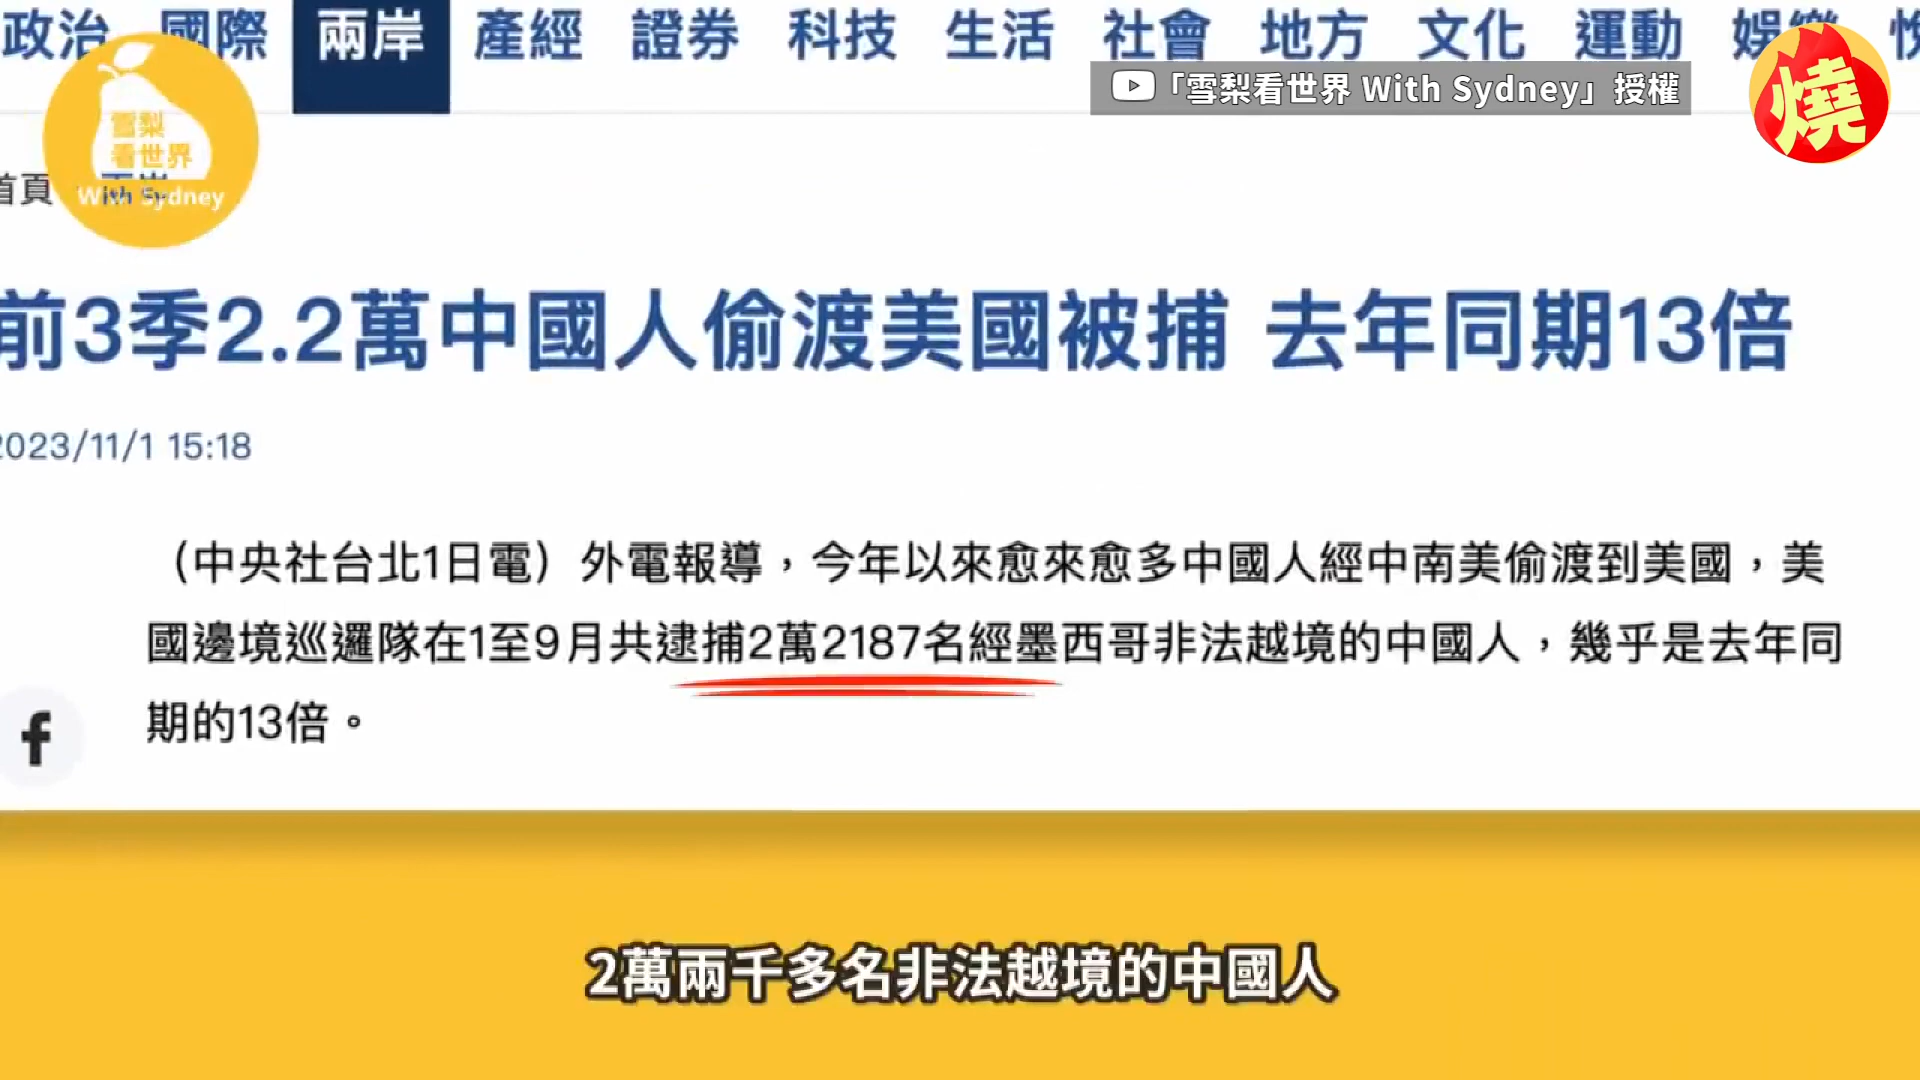 政治 國際 兩岸 產經 證券 科技 生活 社會 地方 文化 運動 娛樂
「雪梨看世界 With Sydney」授權
燒
雪梨
看世界
With Sydney
首頁 兩岸
前3季2.2萬中國人偷渡美國被捕 去年同期13倍
2023/11/1 15:18
（中央社台北1日電）外電報導，今年以來愈來愈多中國人經中南美偷渡到美國，美
國邊境巡邏隊在1至9月共逮捕2萬2187名經墨西哥非法越境的中國人，幾乎是去年同
期的13倍。
2萬兩千多名非法越境的中國人